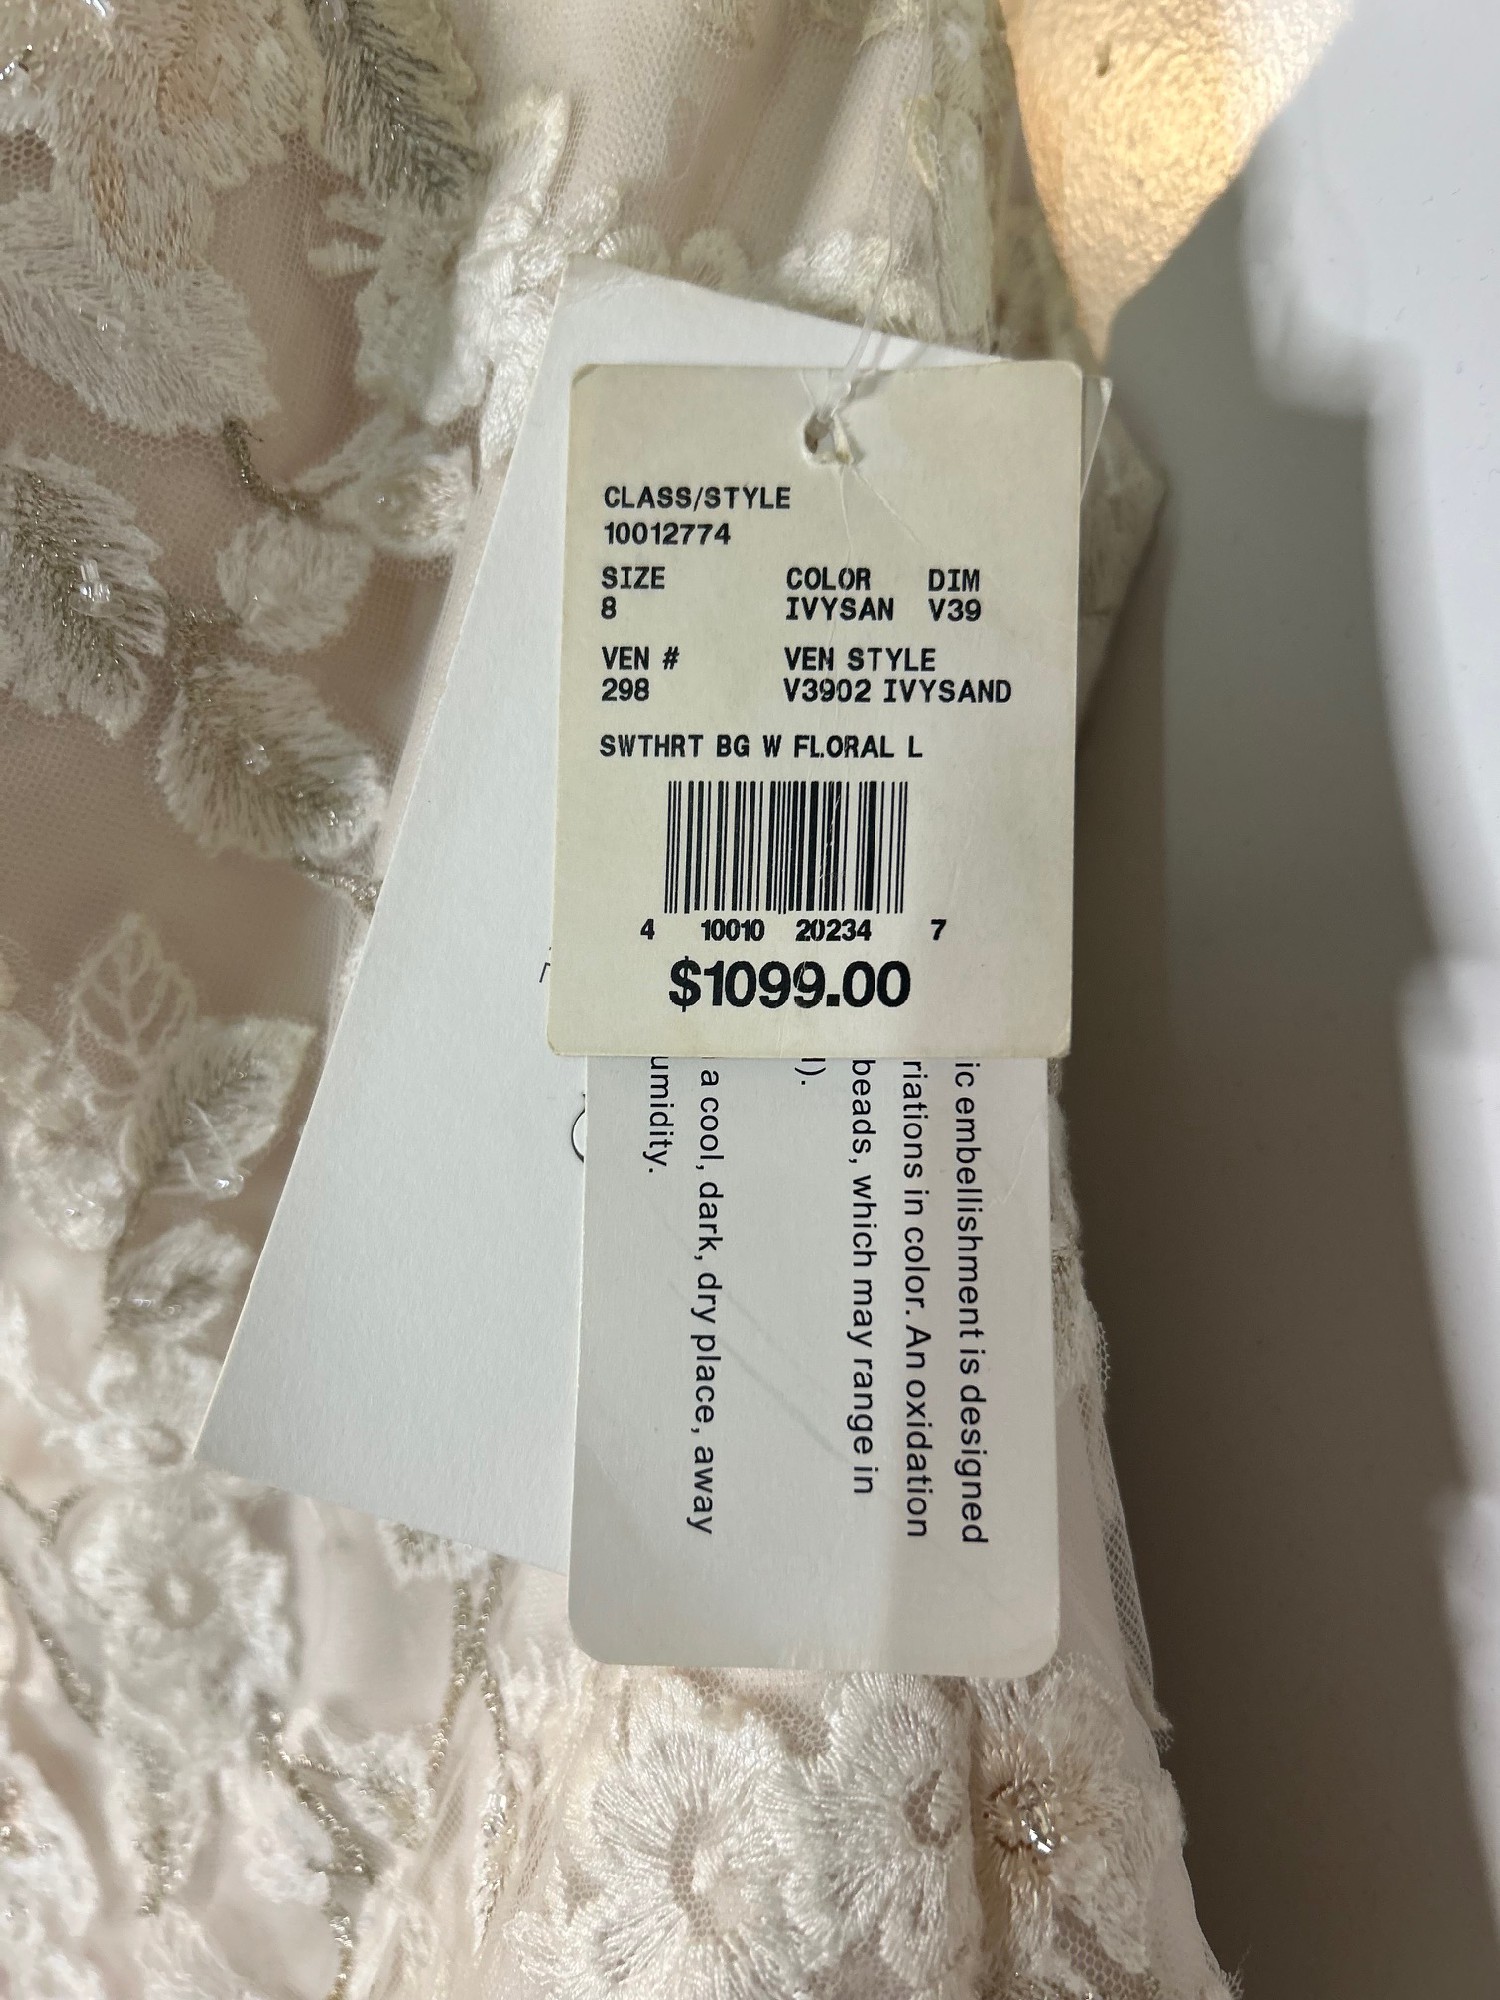 CLASS/STYLE
10012774
SIZE COLOR DIM
8 IVYSAN V39
VEN # VEN STYLE
298 V3902 IVYSAND
SWTHRT BG W FLORAL L
4 10010 20234 7
$1099.00
ic embellishment is designed
riations in color. An oxidation
beads, which may range in
l).
a cool, dark, dry place, away
umidity.